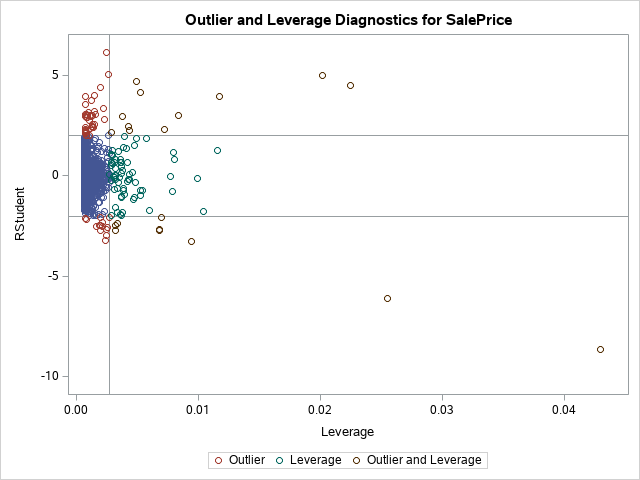 Outlier and Leverage Diagnostics for SalePrice
RStudent
5
0
-5
-10
0.00 0.01 0.02 0.03 0.04
Leverage
Outlier Leverage Outlier and Leverage